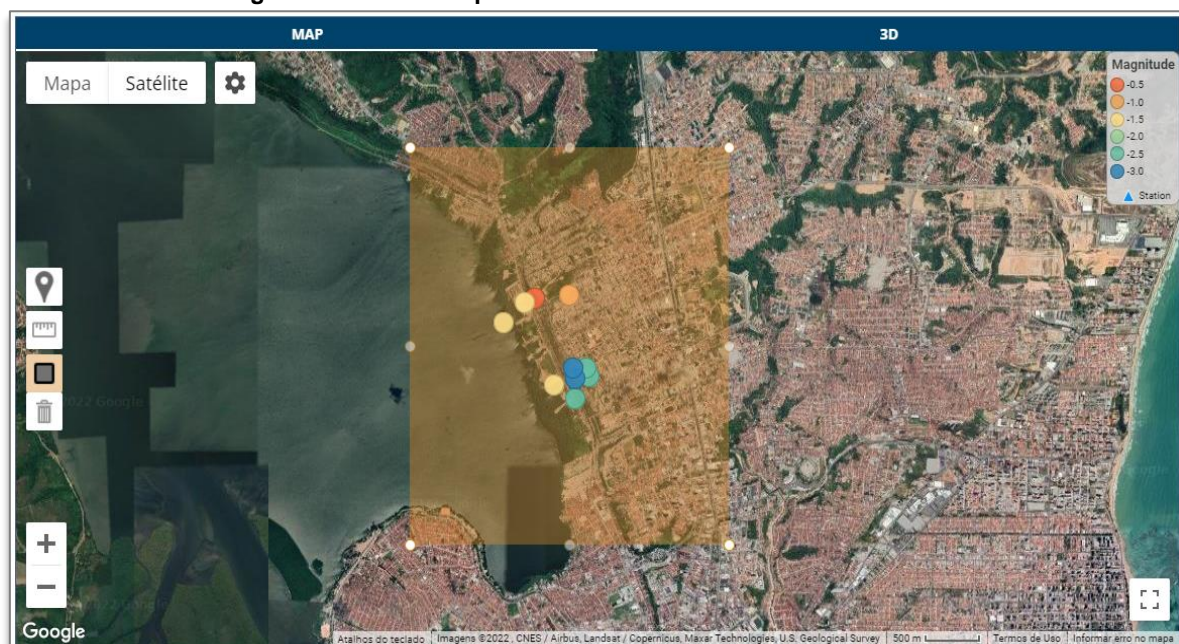 MAP
3D
Mapa
Satélite
Magnitude
-0.5
-1.0
-1.5
-2.0
-2.5
-3.0
Station
2022 Google
Google
Atalhos do teclado
Imagens ©2022 , CNES / Airbus, Landsat / Copernicus, Maxar Technologies, U.S. Geological Survey
500 m
Termos de Uso
Informar erro no mapa